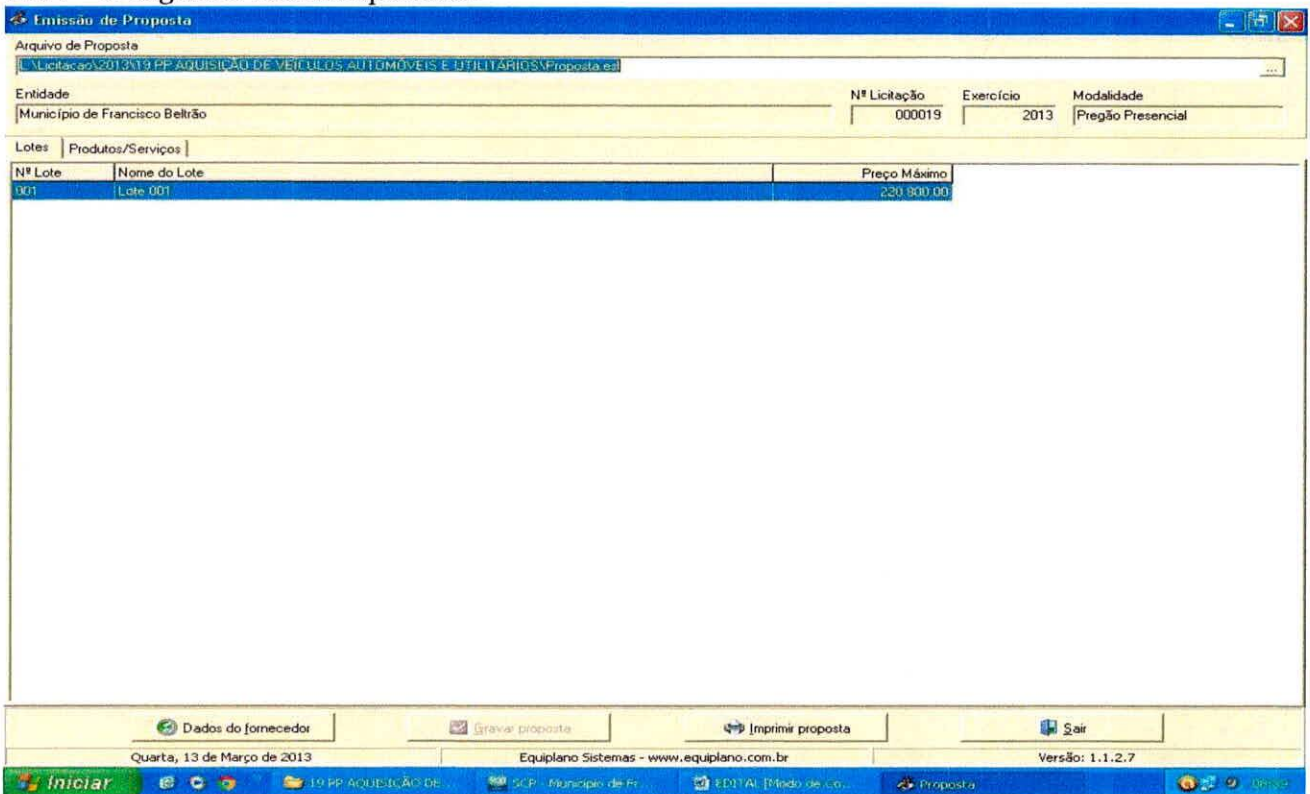 Emissão de Proposta
Arquivo de Proposta
L:\Licitacao\2013\19 PP AQUISIÇÃO DE VEÍCULOS AUTOMÓVEIS E UTILITÁRIOS\Proposta.esl
...
Entidade Nº Licitação Exercício Modalidade
Município de Francisco Beltrão 000019 2013 Pregão Presencial
Lotes Produtos/Serviços
Nº Lote Nome do Lote Preço Máximo
001 Lote 001 220.800,00
Dados do fornecedor Gravar proposta Imprimir proposta Sair
Quarta, 13 de Março de 2013 Equiplano Sistemas - www.equiplano.com.br Versão: 1.1.2.7
Iniciar 19 PP AQUISIÇÃO DE ... SCP - Município de Fr... EDITAL [Modo de Co... Proposta